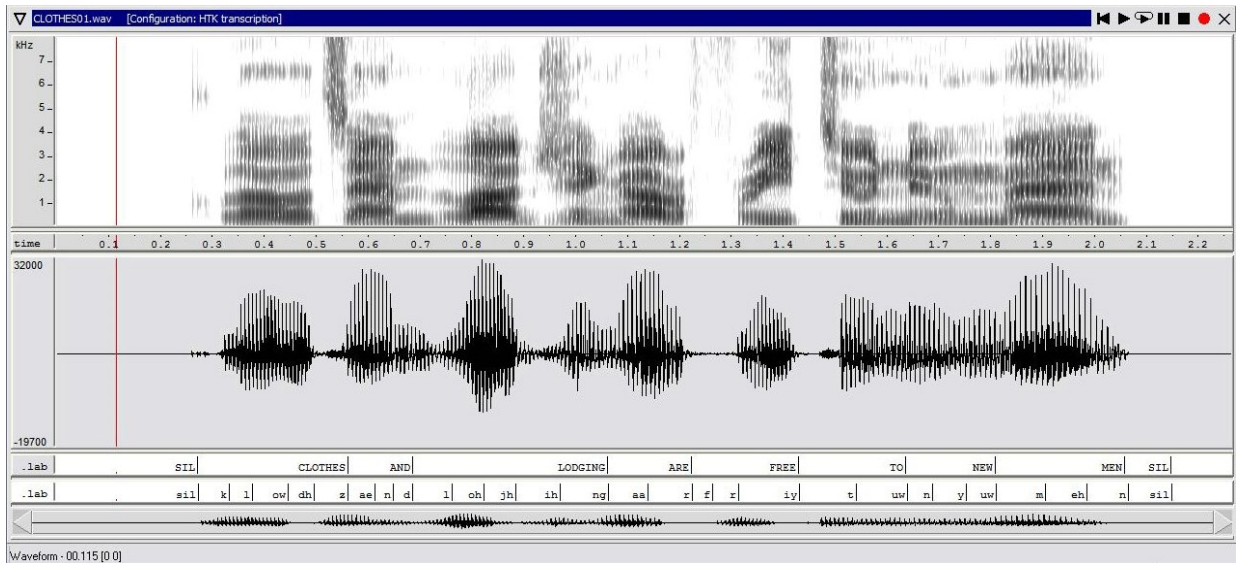 CLOTHES01.wav [Configuration: HTK transcription]
kHz
7
6
5
4
3
2
1
time 0.1 0.2 0.3 0.4 0.5 0.6 0.7 0.8 0.9 1.0 1.1 1.2 1.3 1.4 1.5 1.6 1.7 1.8 1.9 2.0 2.1 2.2
32000
-19700
.lab SIL CLOTHES AND LODGING ARE FREE TO NEW MEN SIL
.lab sil k l ow dh z ae n d l oh jh ih ng aa r f r iy t uw n y uw m eh n sil
Waveform - 00.115 [0 0]